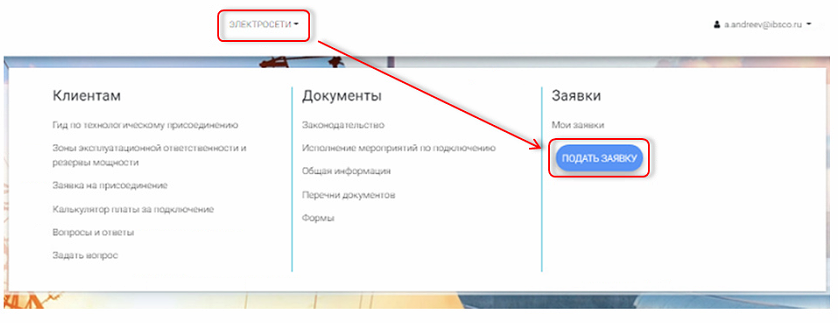 ЭЛЕКТРОСЕТИ
a.andreev@ibsco.ru
Клиентам
Гид по технологическому присоединению
Зоны эксплуатационной ответственности и
резервы мощности
Заявка на присоединение
Калькулятор платы за подключение
Вопросы и ответы
Задать вопрос
Документы
Законодательство
Исполнение мероприятий по подключению
Общая информация
Перечни документов
Формы
Заявки
Мои заявки
ПОДАТЬ ЗАЯВКУ